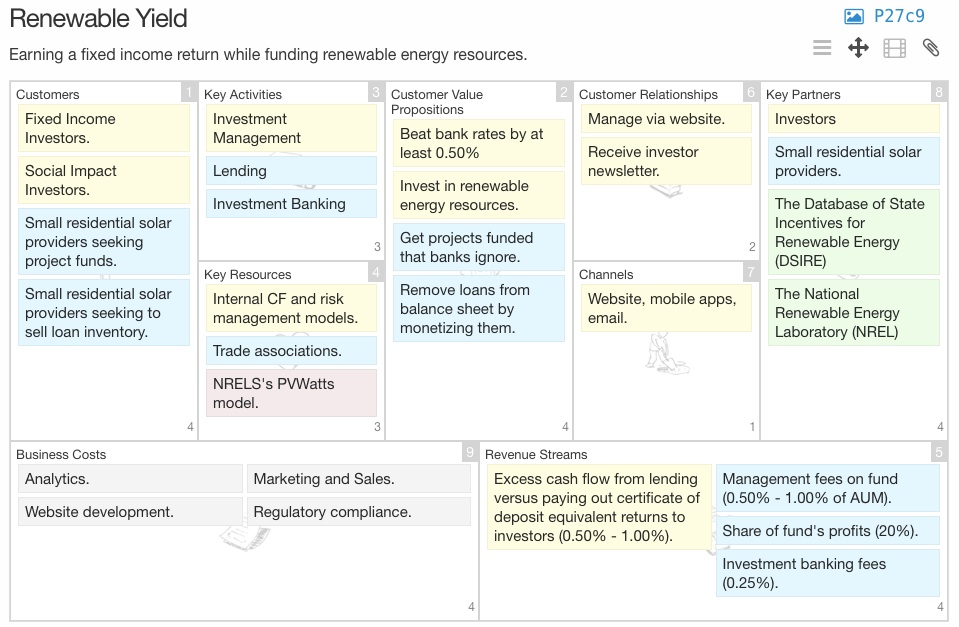 Renewable Yield
P27c9
Earning a fixed income return while funding renewable energy resources.
Customers
1
Fixed Income
Investors.
Social Impact
Investors.
Small residential solar
providers seeking
project funds.
Small residential solar
providers seeking to
sell loan inventory.
4
Key Activities
3
Investment
Management
Lending
Investment Banking
3
Key Resources
4
Internal CF and risk
management models.
Trade associations.
NRELS's PVWatts
model.
3
Customer Value
Propositions
2
Beat bank rates by at
least 0.50%
Invest in renewable
energy resources.
Get projects funded
that banks ignore.
Remove loans from
balance sheet by
monetizing them.
4
Customer Relationships
6
Manage via website.
Receive investor
newsletter.
2
Channels
7
Website, mobile apps,
email.
1
Key Partners
8
Investors
Small residential solar
providers.
The Database of State
Incentives for
Renewable Energy
(DSIRE)
The National
Renewable Energy
Laboratory (NREL)
4
Business Costs
9
Analytics.
Marketing and Sales.
Website development.
Regulatory compliance.
4
Revenue Streams
5
Excess cash flow from lending
versus paying out certificate of
deposit equivalent returns to
investors (0.50% - 1.00%).
Management fees on fund
(0.50% - 1.00% of AUM).
Share of fund's profits (20%).
Investment banking fees
(0.25%).
4